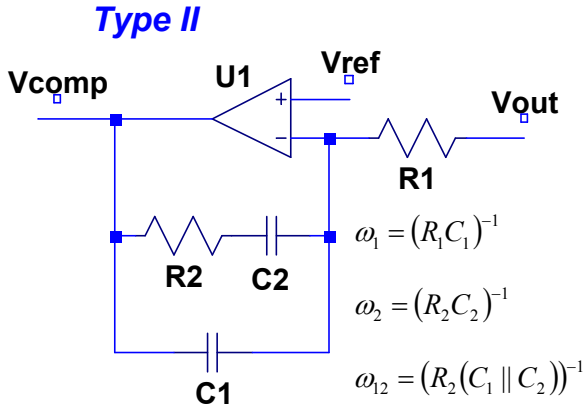 Type II
Vcomp
U1
Vref
Vout
+
−
R1
R2
C2
C1
ω₁ = (R₁C₁)⁻¹
ω₂ = (R₂C₂)⁻¹
ω₁₂ = (R₂(C₁ || C₂))⁻¹